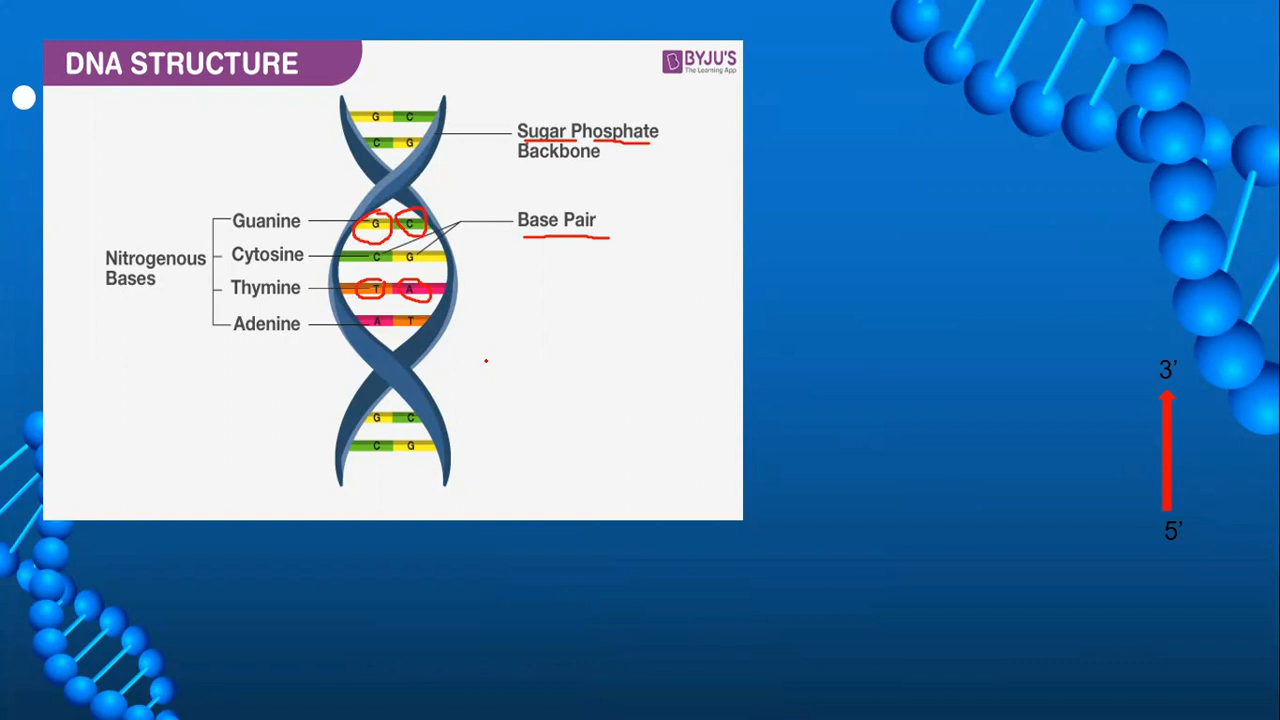 DNA STRUCTURE
BYJU'S
The Learning App
G C
C G
Sugar Phosphate
Backbone
Guanine
G C
Base Pair
Nitrogenous
Bases
Cytosine
C G
Thymine
T A
Adenine
A T
G C
C G
3’
5’